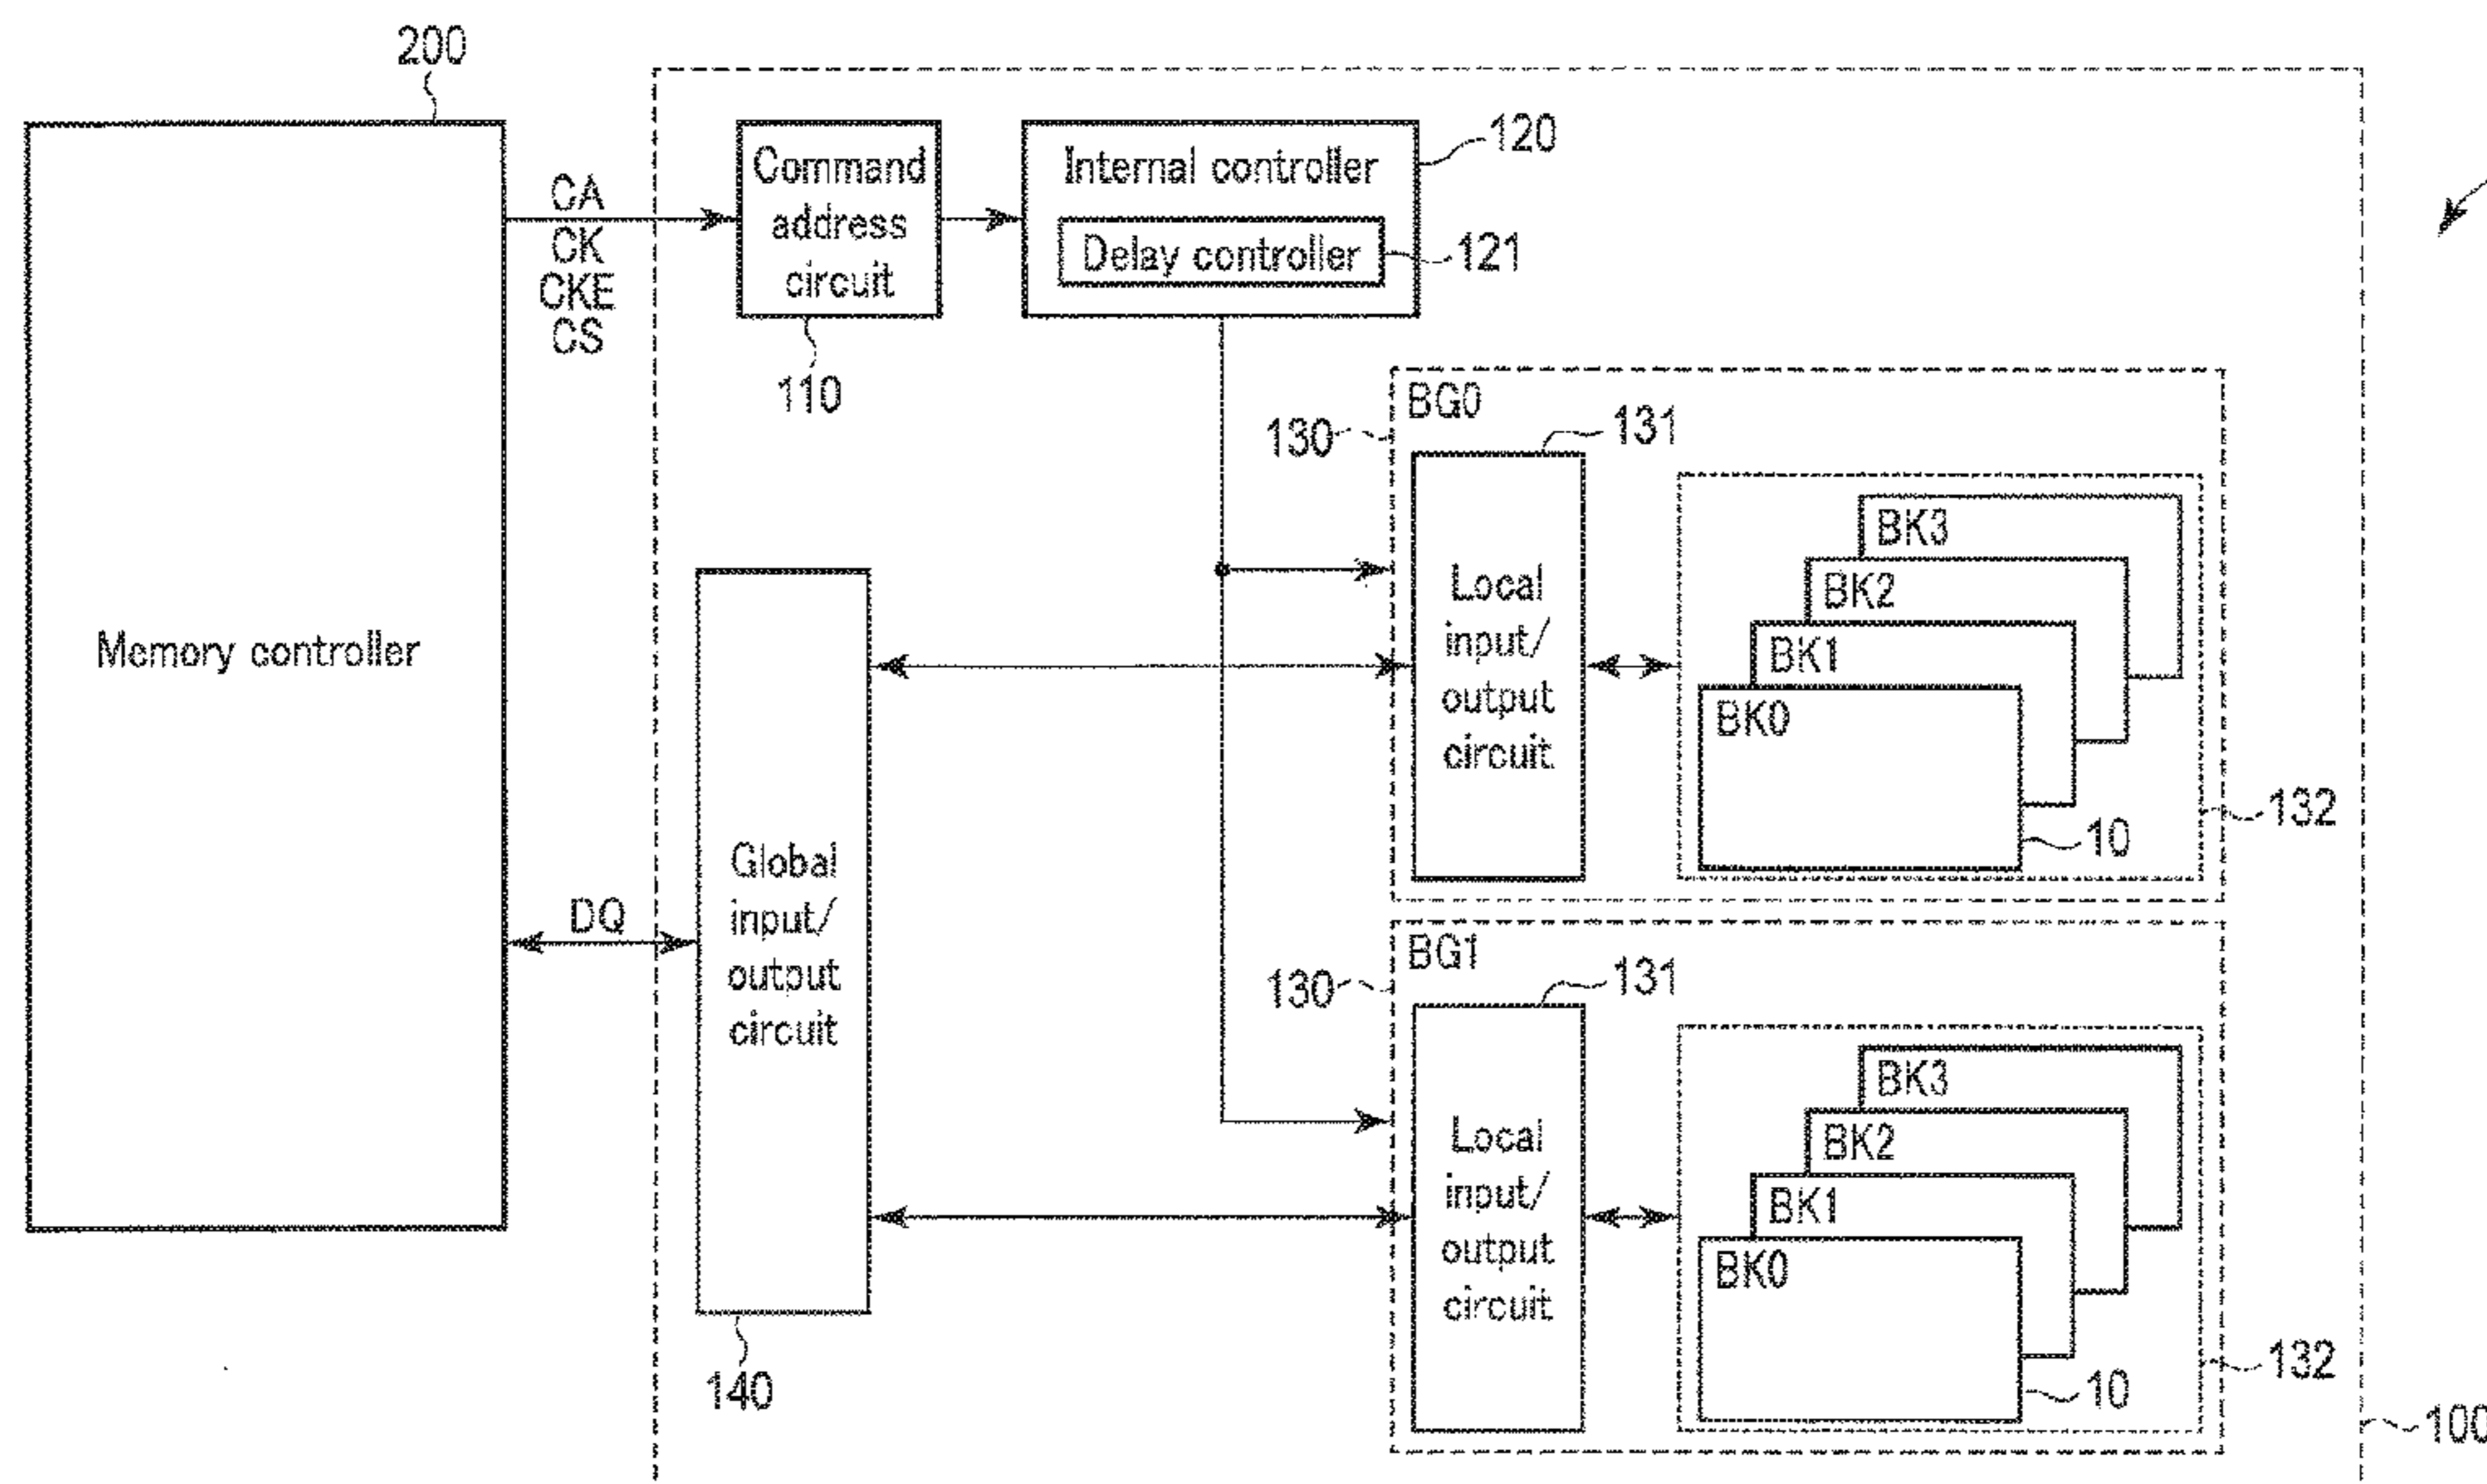 200
Memory controller
CA
CK
CKE
CS
Command
address
circuit
110
Internal controller
120
Delay controller
121
DQ
Global
input/
output
circuit
140
BG0
130
131
Local
input/
output
circuit
BK3
BK2
BK1
BK0
10
132
BG1
130
131
Local
input/
output
circuit
BK3
BK2
BK1
BK0
10
132
100